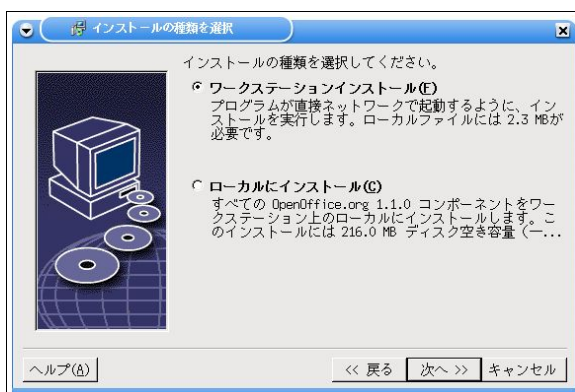 インストールの種類を選択
インストールの種類を選択してください。
ワークステーションインストール(E)
プログラムが直接ネットワークで起動するように、イン
ストールを実行します。ローカルファイルには 2.3 MBが
必要です。
ローカルにインストール(C)
すべての OpenOffice.org 1.1.0 コンポーネントをワー
クステーション上のローカルにインストールします。こ
のインストールには 216.0 MB ディスク空き容量（一...
ヘルプ(A)
<< 戻る
次へ >>
キャンセル